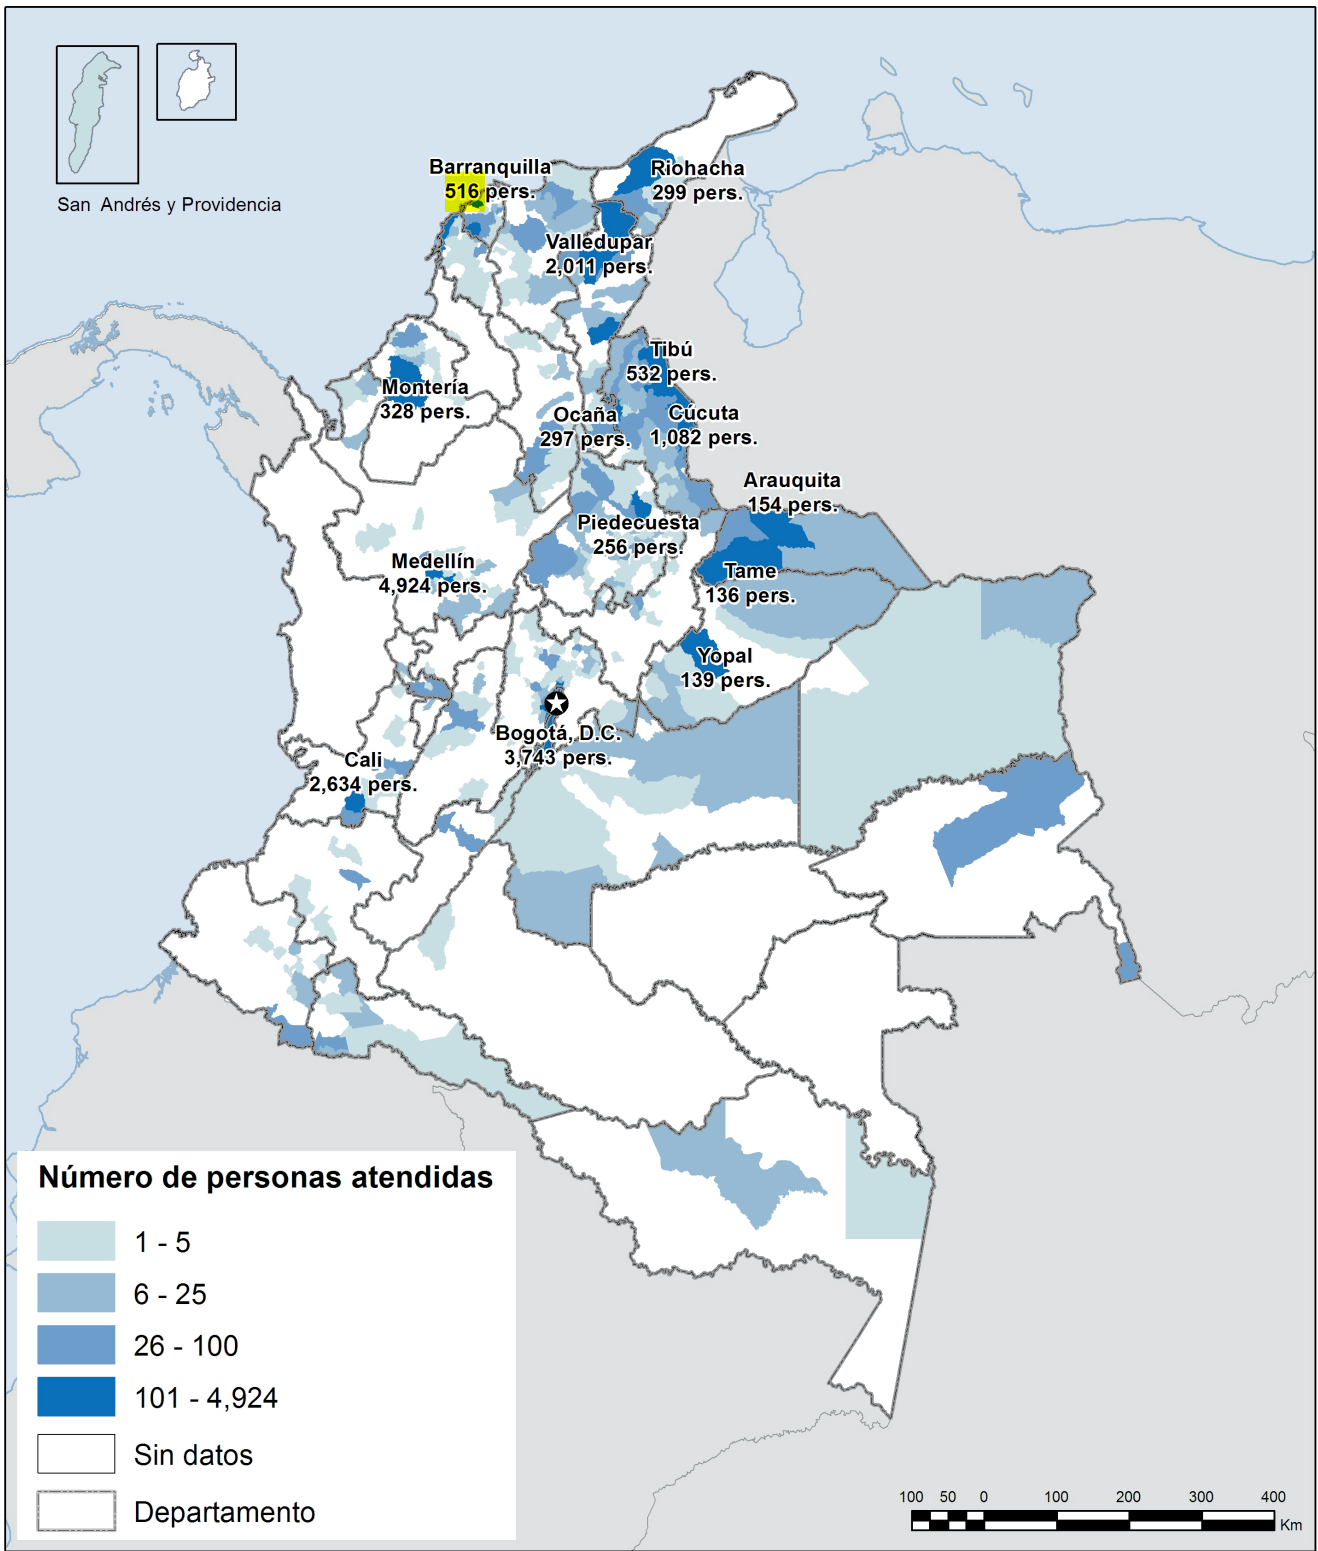 San Andrés y Providencia
Barranquilla
516 pers.
Riohacha
299 pers.
Valledupar
2,011 pers.
Tibú
532 pers.
Montería
328 pers.
Ocaña
297 pers.
Cúcuta
1,082 pers.
Arauquita
154 pers.
Piedecuesta
256 pers.
Medellín
4,924 pers.
Tame
136 pers.
Yopal
139 pers.
Bogotá, D.C.
3,743 pers.
Cali
2,634 pers.
Número de personas atendidas
1 - 5
6 - 25
26 - 100
101 - 4,924
Sin datos
Departamento
100 50 0 100 200 300 400
Km